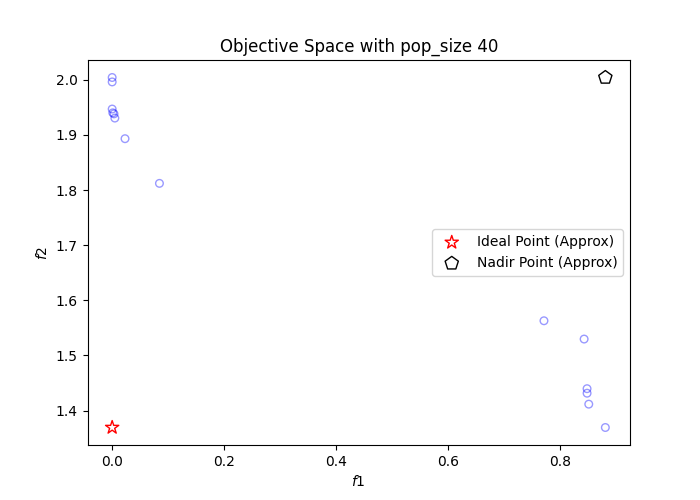 Objective Space with pop_size 40
2.0
1.9
1.8
1.7
1.6
1.5
1.4
f2
Ideal Point (Approx)
Nadir Point (Approx)
0.0 0.2 0.4 0.6 0.8
f1